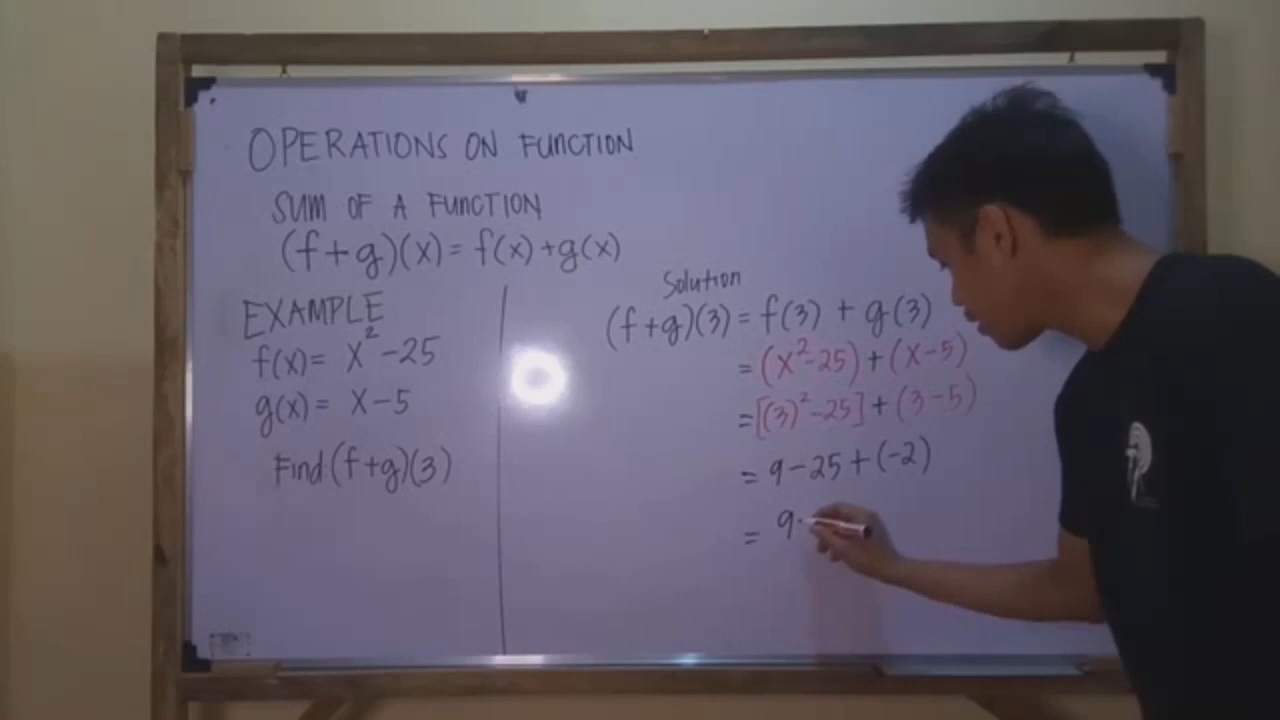 OPERATIONS ON FUNCTION
SUM OF A FUNCTION
(f+g)(x) = f(x) + g(x)
EXAMPLE
f(x) = x² - 25
g(x) = x - 5
Find (f+g)(3)
Solution
(f+g)(3) = f(3) + g(3)
= (x² - 25) + (x - 5)
= [(3)² - 25] + (3 - 5)
= 9 - 25 + (-2)
= 9 -